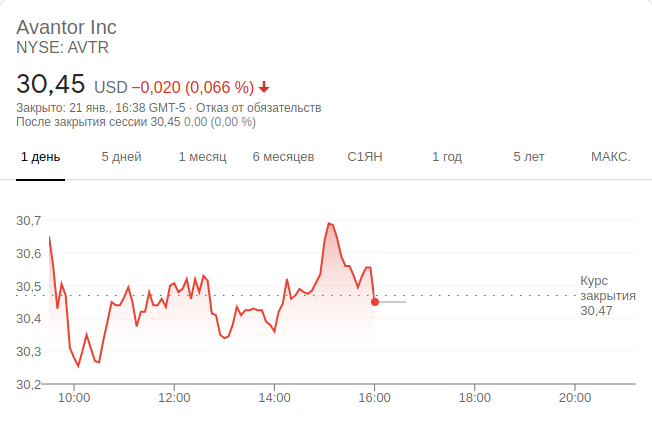 Avantor Inc
NYSE: AVTR
30,45 USD −0,020 (0,066 %)
Закрыто: 21 янв., 16:38 GMT-5 · Отказ от обязательств
После закрытия сессии 30,45 0,00 (0,00 %)
1 день 5 дней 1 месяц 6 месяцев С1ЯН 1 год 5 лет МАКС.
30,7
30,6
30,5
30,4
30,3
30,2
Курс
закрытия
30,47
10:00 12:00 14:00 16:00 18:00 20:00